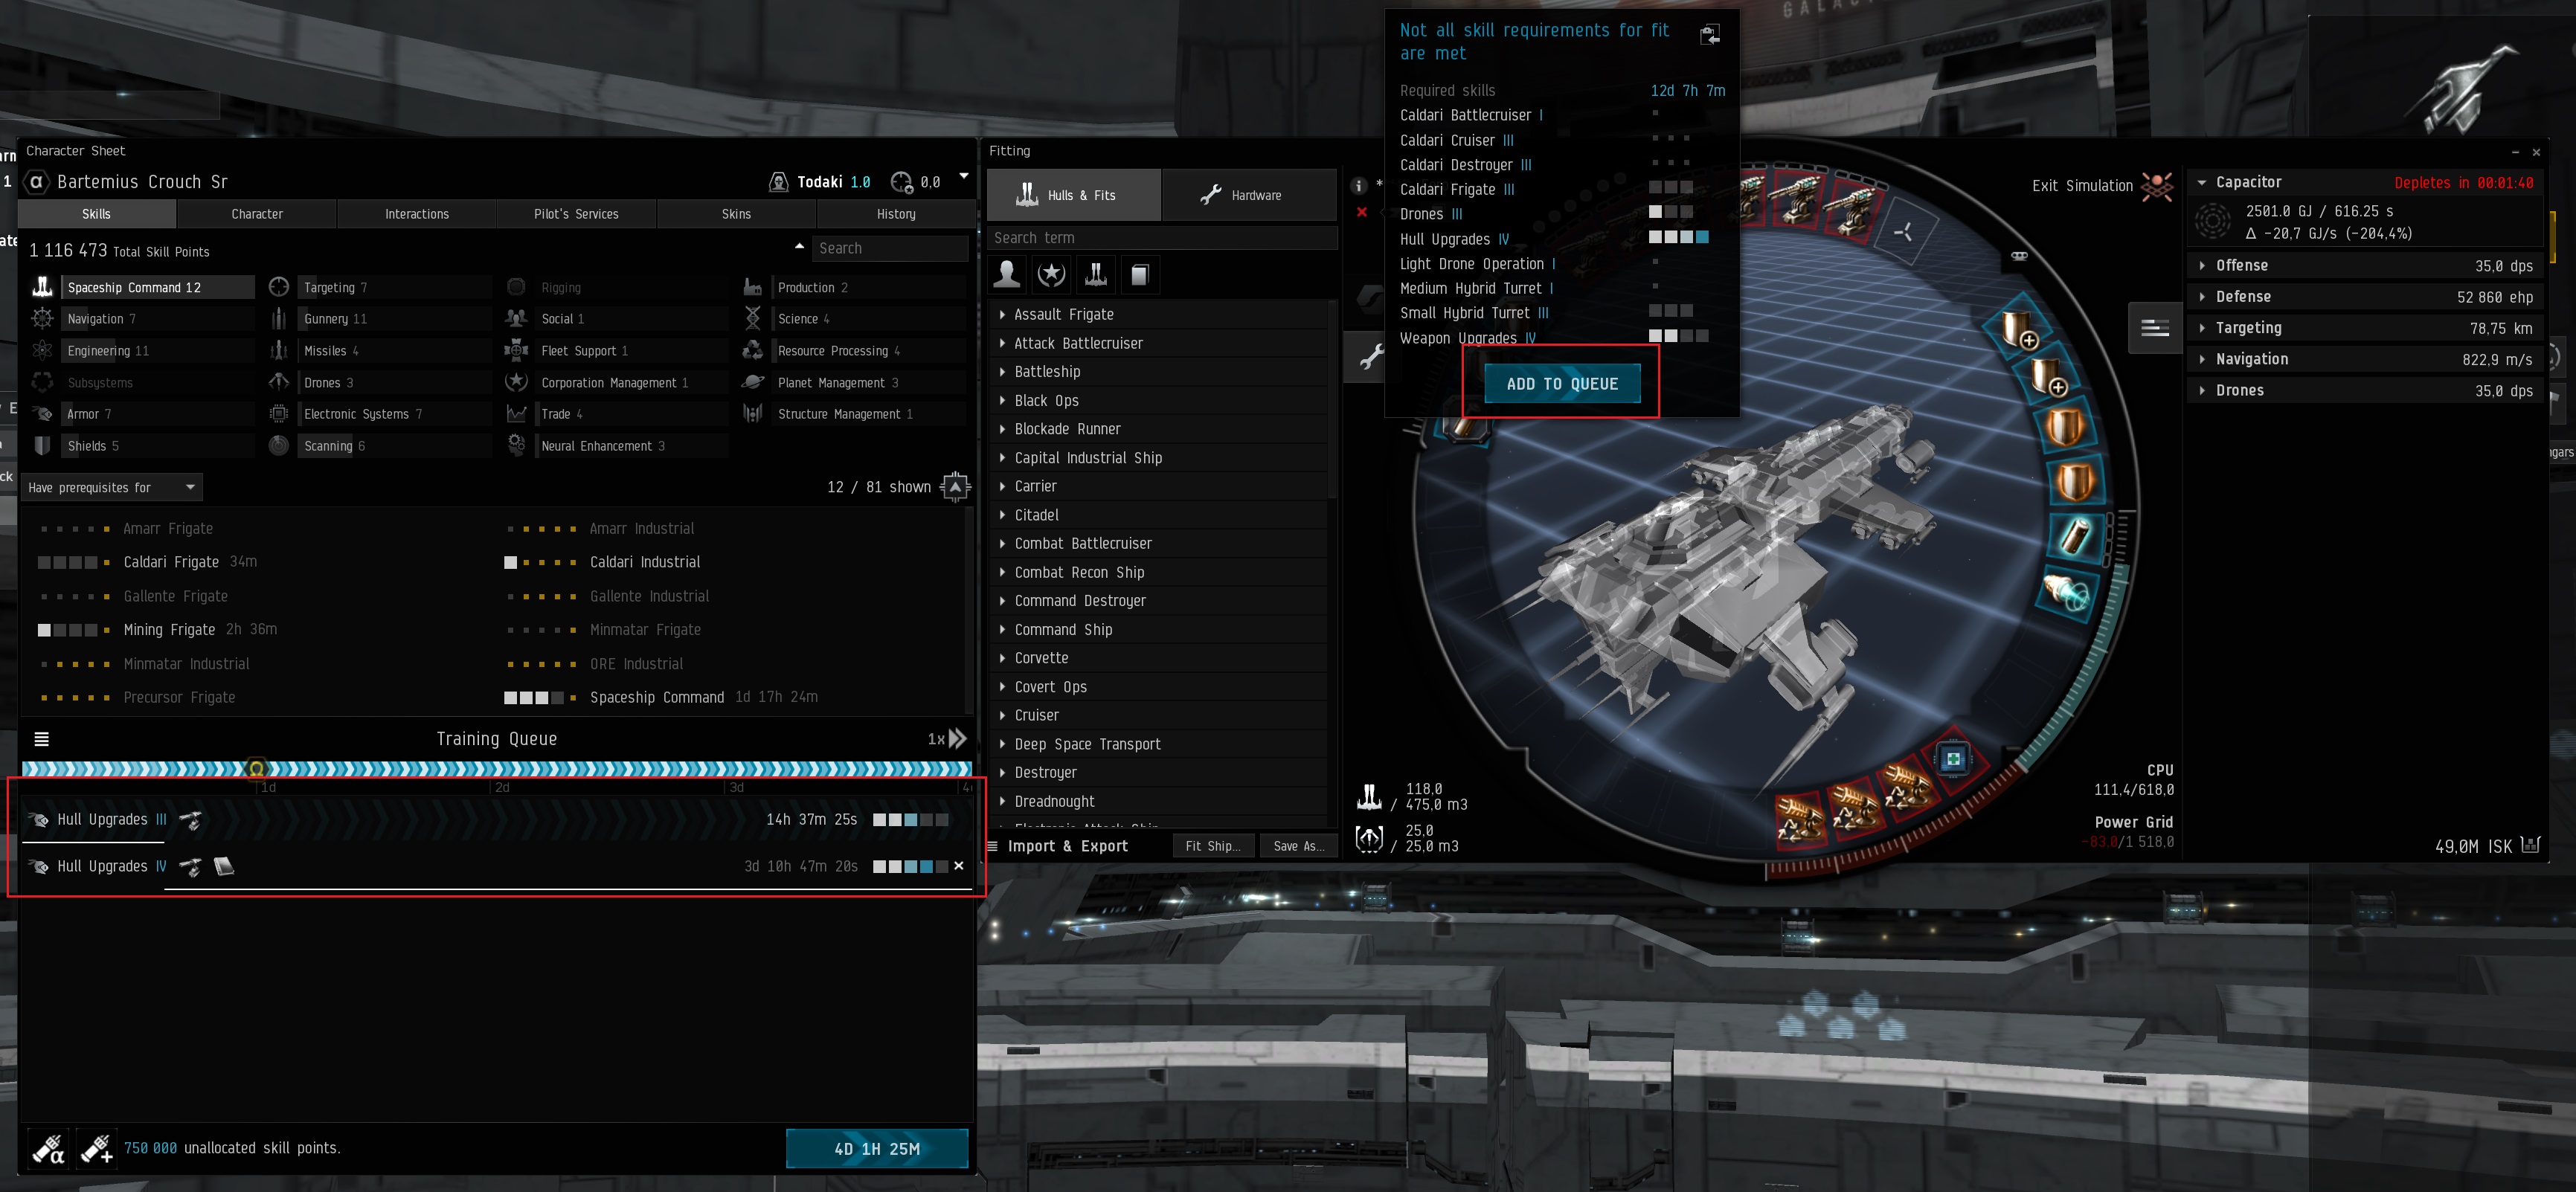 GALAC
Not all skill requirements for fit
are met
Required skills 12d 7h 7m
Caldari Battlecruiser I
Caldari Cruiser III
Caldari Destroyer III
Caldari Frigate III
Drones III
Hull Upgrades IV
Light Drone Operation I
Medium Hybrid Turret I
Small Hybrid Turret III
Weapon Upgrades IV
ADD TO QUEUE
Character Sheet
α Bartemius Crouch Sr
Todaki 1.0
0,0
Skills Character Interactions Pilot's Services Skins History
1 116 473 Total Skill Points
Search
Spaceship Command 12 Targeting 7 Rigging Production 2
Navigation 7 Gunnery 11 Social 1 Science 4
Engineering 11 Missiles 4 Fleet Support 1 Resource Processing 4
Subsystems Drones 3 Corporation Management 1 Planet Management 3
Armor 7 Electronic Systems 7 Trade 4 Structure Management 1
Shields 5 Scanning 6 Neural Enhancement 3
Have prerequisites for
12 / 81 shown
Amarr Frigate Amarr Industrial
Caldari Frigate 34m Caldari Industrial
Gallente Frigate Gallente Industrial
Mining Frigate 2h 36m Minmatar Frigate
Minmatar Industrial ORE Industrial
Precursor Frigate Spaceship Command 1d 17h 24m
Training Queue
1x
1d 2d 3d 4d
Hull Upgrades III 14h 37m 25s
Hull Upgrades IV 3d 10h 47m 20s
750 000 unallocated skill points.
4D 1H 25M
Fitting
Hulls & Fits Hardware
Search term
Assault Frigate
Attack Battlecruiser
Battleship
Black Ops
Blockade Runner
Capital Industrial Ship
Carrier
Citadel
Combat Battlecruiser
Combat Recon Ship
Command Destroyer
Command Ship
Corvette
Covert Ops
Cruiser
Deep Space Transport
Destroyer
Dreadnought
Electronic Attack Ship
Import & Export
Fit Ship...
Save As...
118,0
/ 475,0 m3
25,0
/ 25,0 m3
Exit Simulation
CPU
111,4/618,0
Power Grid
-83,0/1 518,0
Capacitor Depletes in 00:01:40
2501.0 GJ / 616.25 s
Δ -20,7 GJ/s (-204,4%)
Offense 35,0 dps
Defense 52 860 ehp
Targeting 78,75 km
Navigation 822,9 m/s
Drones 35,0 dps
49,0M ISK